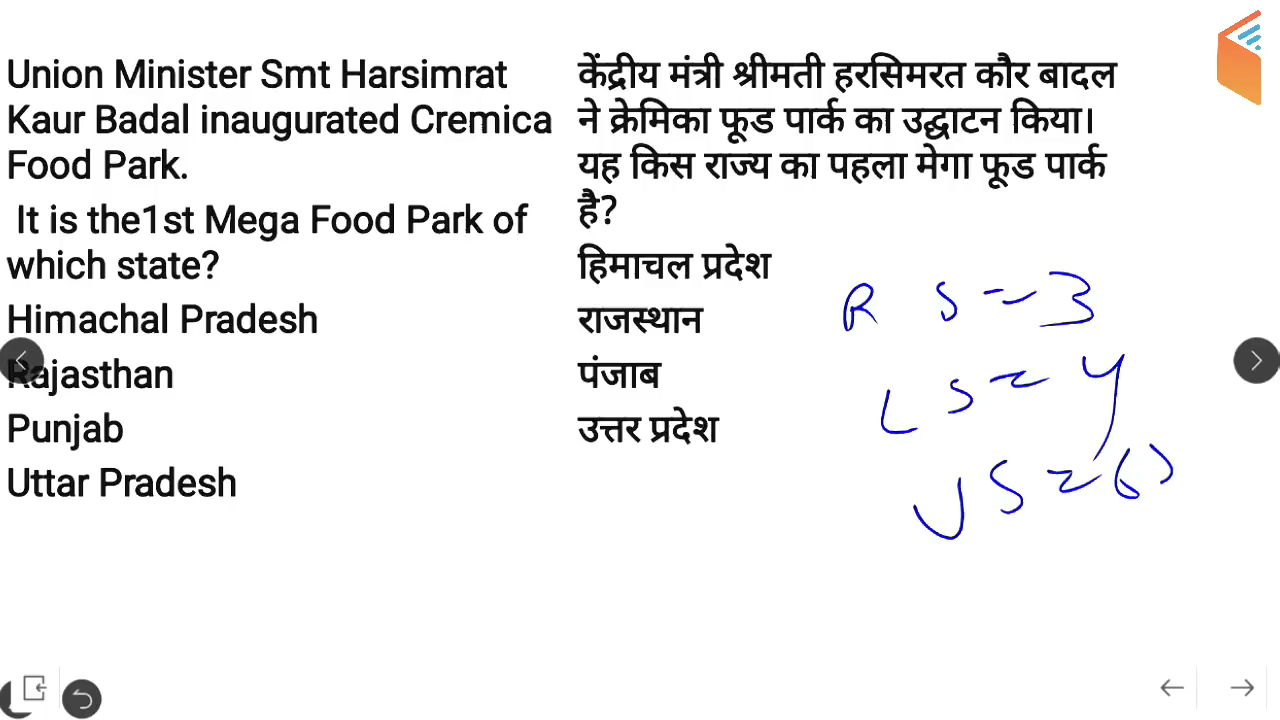 Union Minister Smt Harsimrat
Kaur Badal inaugurated Cremica
Food Park.
It is the1st Mega Food Park of
which state?
Himachal Pradesh
Rajasthan
Punjab
Uttar Pradesh
केंद्रीय मंत्री श्रीमती हरसिमरत कौर बादल
ने क्रेमिका फूड पार्क का उद्घाटन किया।
यह किस राज्य का पहला मेगा फूड पार्क
है?
हिमाचल प्रदेश
राजस्थान
पंजाब
उत्तर प्रदेश
R S = 3
L S = 4